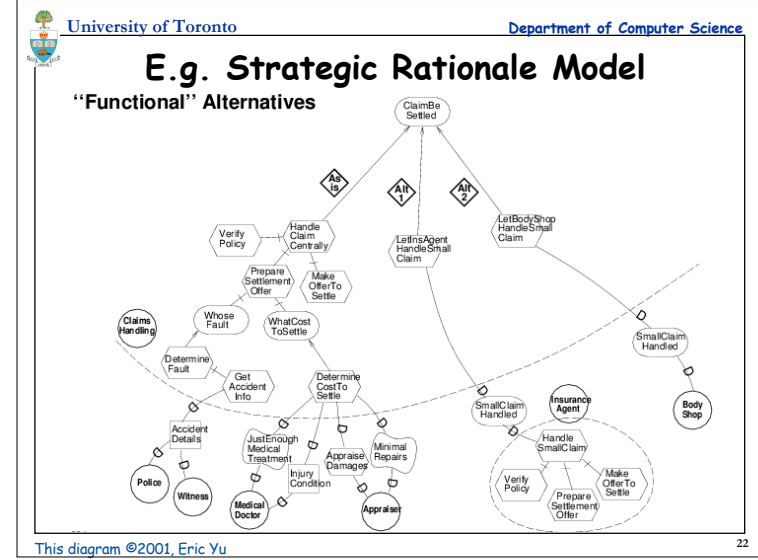 University of Toronto
Department of Computer Science
E.g. Strategic Rationale Model
“Functional” Alternatives
ClaimBe
Settled
As
is
Alt
1
Alt
2
Verify
Policy
Handle
Claim
Centrally
LetInsAgent
HandleSmall
Claim
LetBodyShop
HandleSmall
Claim
Prepare
Settlement
Offer
Make
OfferTo
Settle
Claims
Handling
Whose
Fault
WhatCost
ToSettle
SmallClaim
Handled
Determine
Fault
Get
Accident
Info
Determine
CostTo
Settle
SmallClaim
Handled
Insurance
Agent
Body
Shop
Accident
Details
JustEnough
Medical
Treatment
Injury
Condition
Appraise
Damages
Minimal
Repairs
Handle
SmallClaim
Police
Witness
Medical
Doctor
Appraiser
Verify
Policy
Prepare
Settlement
Offer
Make
OfferTo
Settle
This diagram ©2001, Eric Yu
22